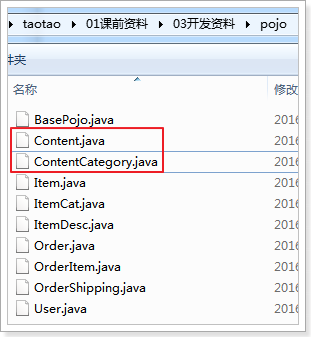 taotao ▸ 01课前资料 ▸ 03开发资料 ▸ pojo
件夹
名称 修改
BasePojo.java 2016
Content.java 2016
ContentCategory.java 2016
Item.java 2016
ItemCat.java 2016
ItemDesc.java 2016
Order.java 2016
OrderItem.java 2016
OrderShipping.java 2016
User.java 2016